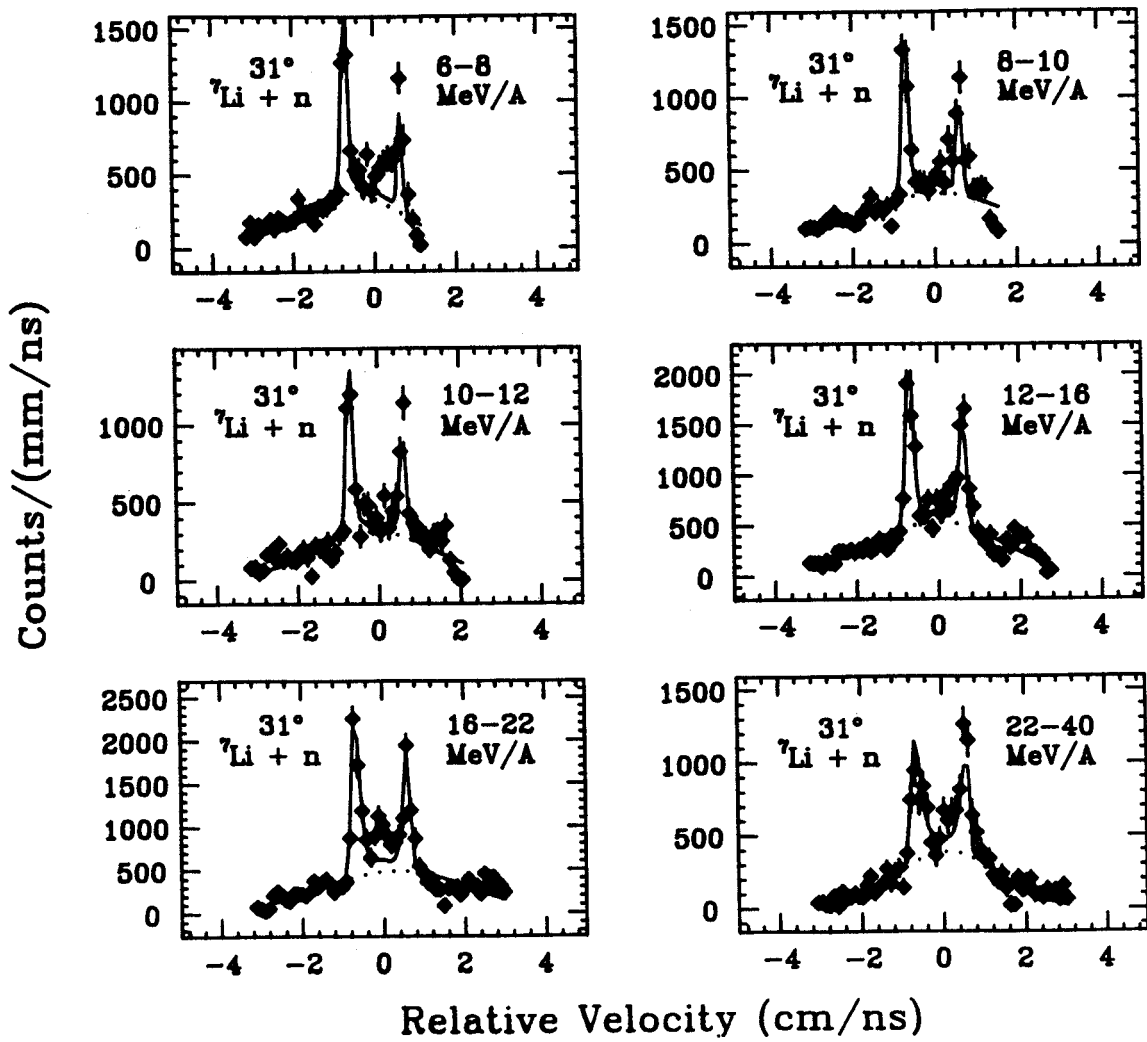 Counts/(mm/ns)
1500
1000
500
0
31°
⁷Li + n
6−8
MeV/A
−4 −2 0 2 4
1500
1000
500
0
31°
⁷Li + n
8−10
MeV/A
−4 −2 0 2 4
1000
500
0
31°
⁷Li + n
10−12
MeV/A
−4 −2 0 2 4
2000
1500
1000
500
0
31°
⁷Li + n
12−16
MeV/A
−4 −2 0 2 4
2500
2000
1500
1000
500
0
31°
⁷Li + n
16−22
MeV/A
−4 −2 0 2 4
1500
1000
500
0
31°
⁷Li + n
22−40
MeV/A
−4 −2 0 2 4
Relative Velocity (cm/ns)